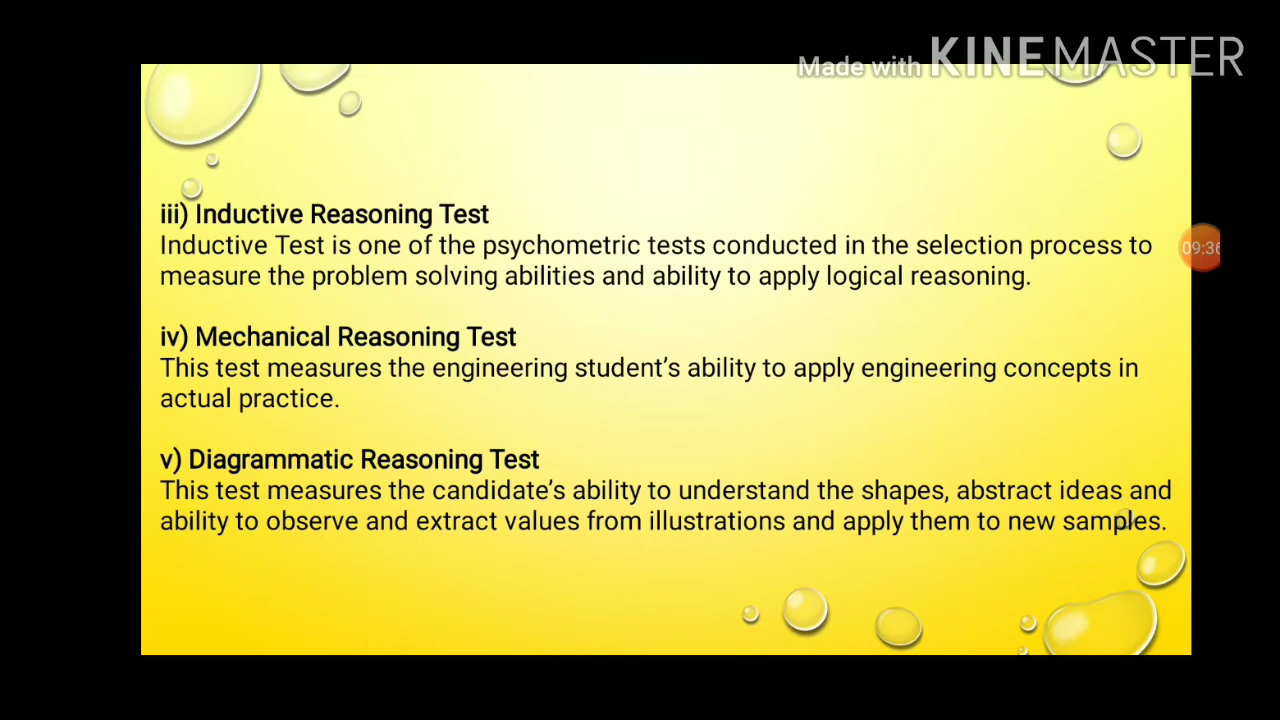 Made with KINEMASTER
iii) Inductive Reasoning Test
Inductive Test is one of the psychometric tests conducted in the selection process to
measure the problem solving abilities and ability to apply logical reasoning.
iv) Mechanical Reasoning Test
This test measures the engineering student’s ability to apply engineering concepts in
actual practice.
v) Diagrammatic Reasoning Test
This test measures the candidate’s ability to understand the shapes, abstract ideas and
ability to observe and extract values from illustrations and apply them to new samples.